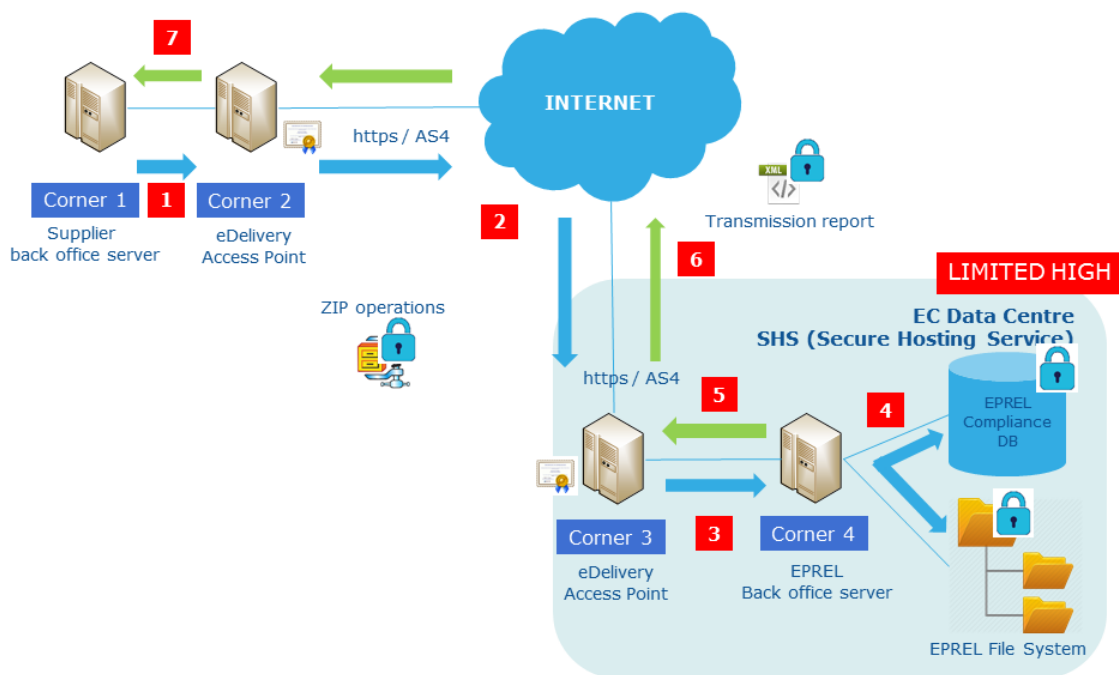 7
INTERNET
https / AS4
Corner 1
1
Corner 2
Supplier
back office server
eDelivery
Access Point
2
XML
Transmission report
6
LIMITED HIGH
ZIP operations
EC Data Centre
SHS (Secure Hosting Service)
https / AS4
5
4
EPREL
Compliance
DB
Corner 3
3
Corner 4
eDelivery
Access Point
EPREL
Back office server
EPREL File System